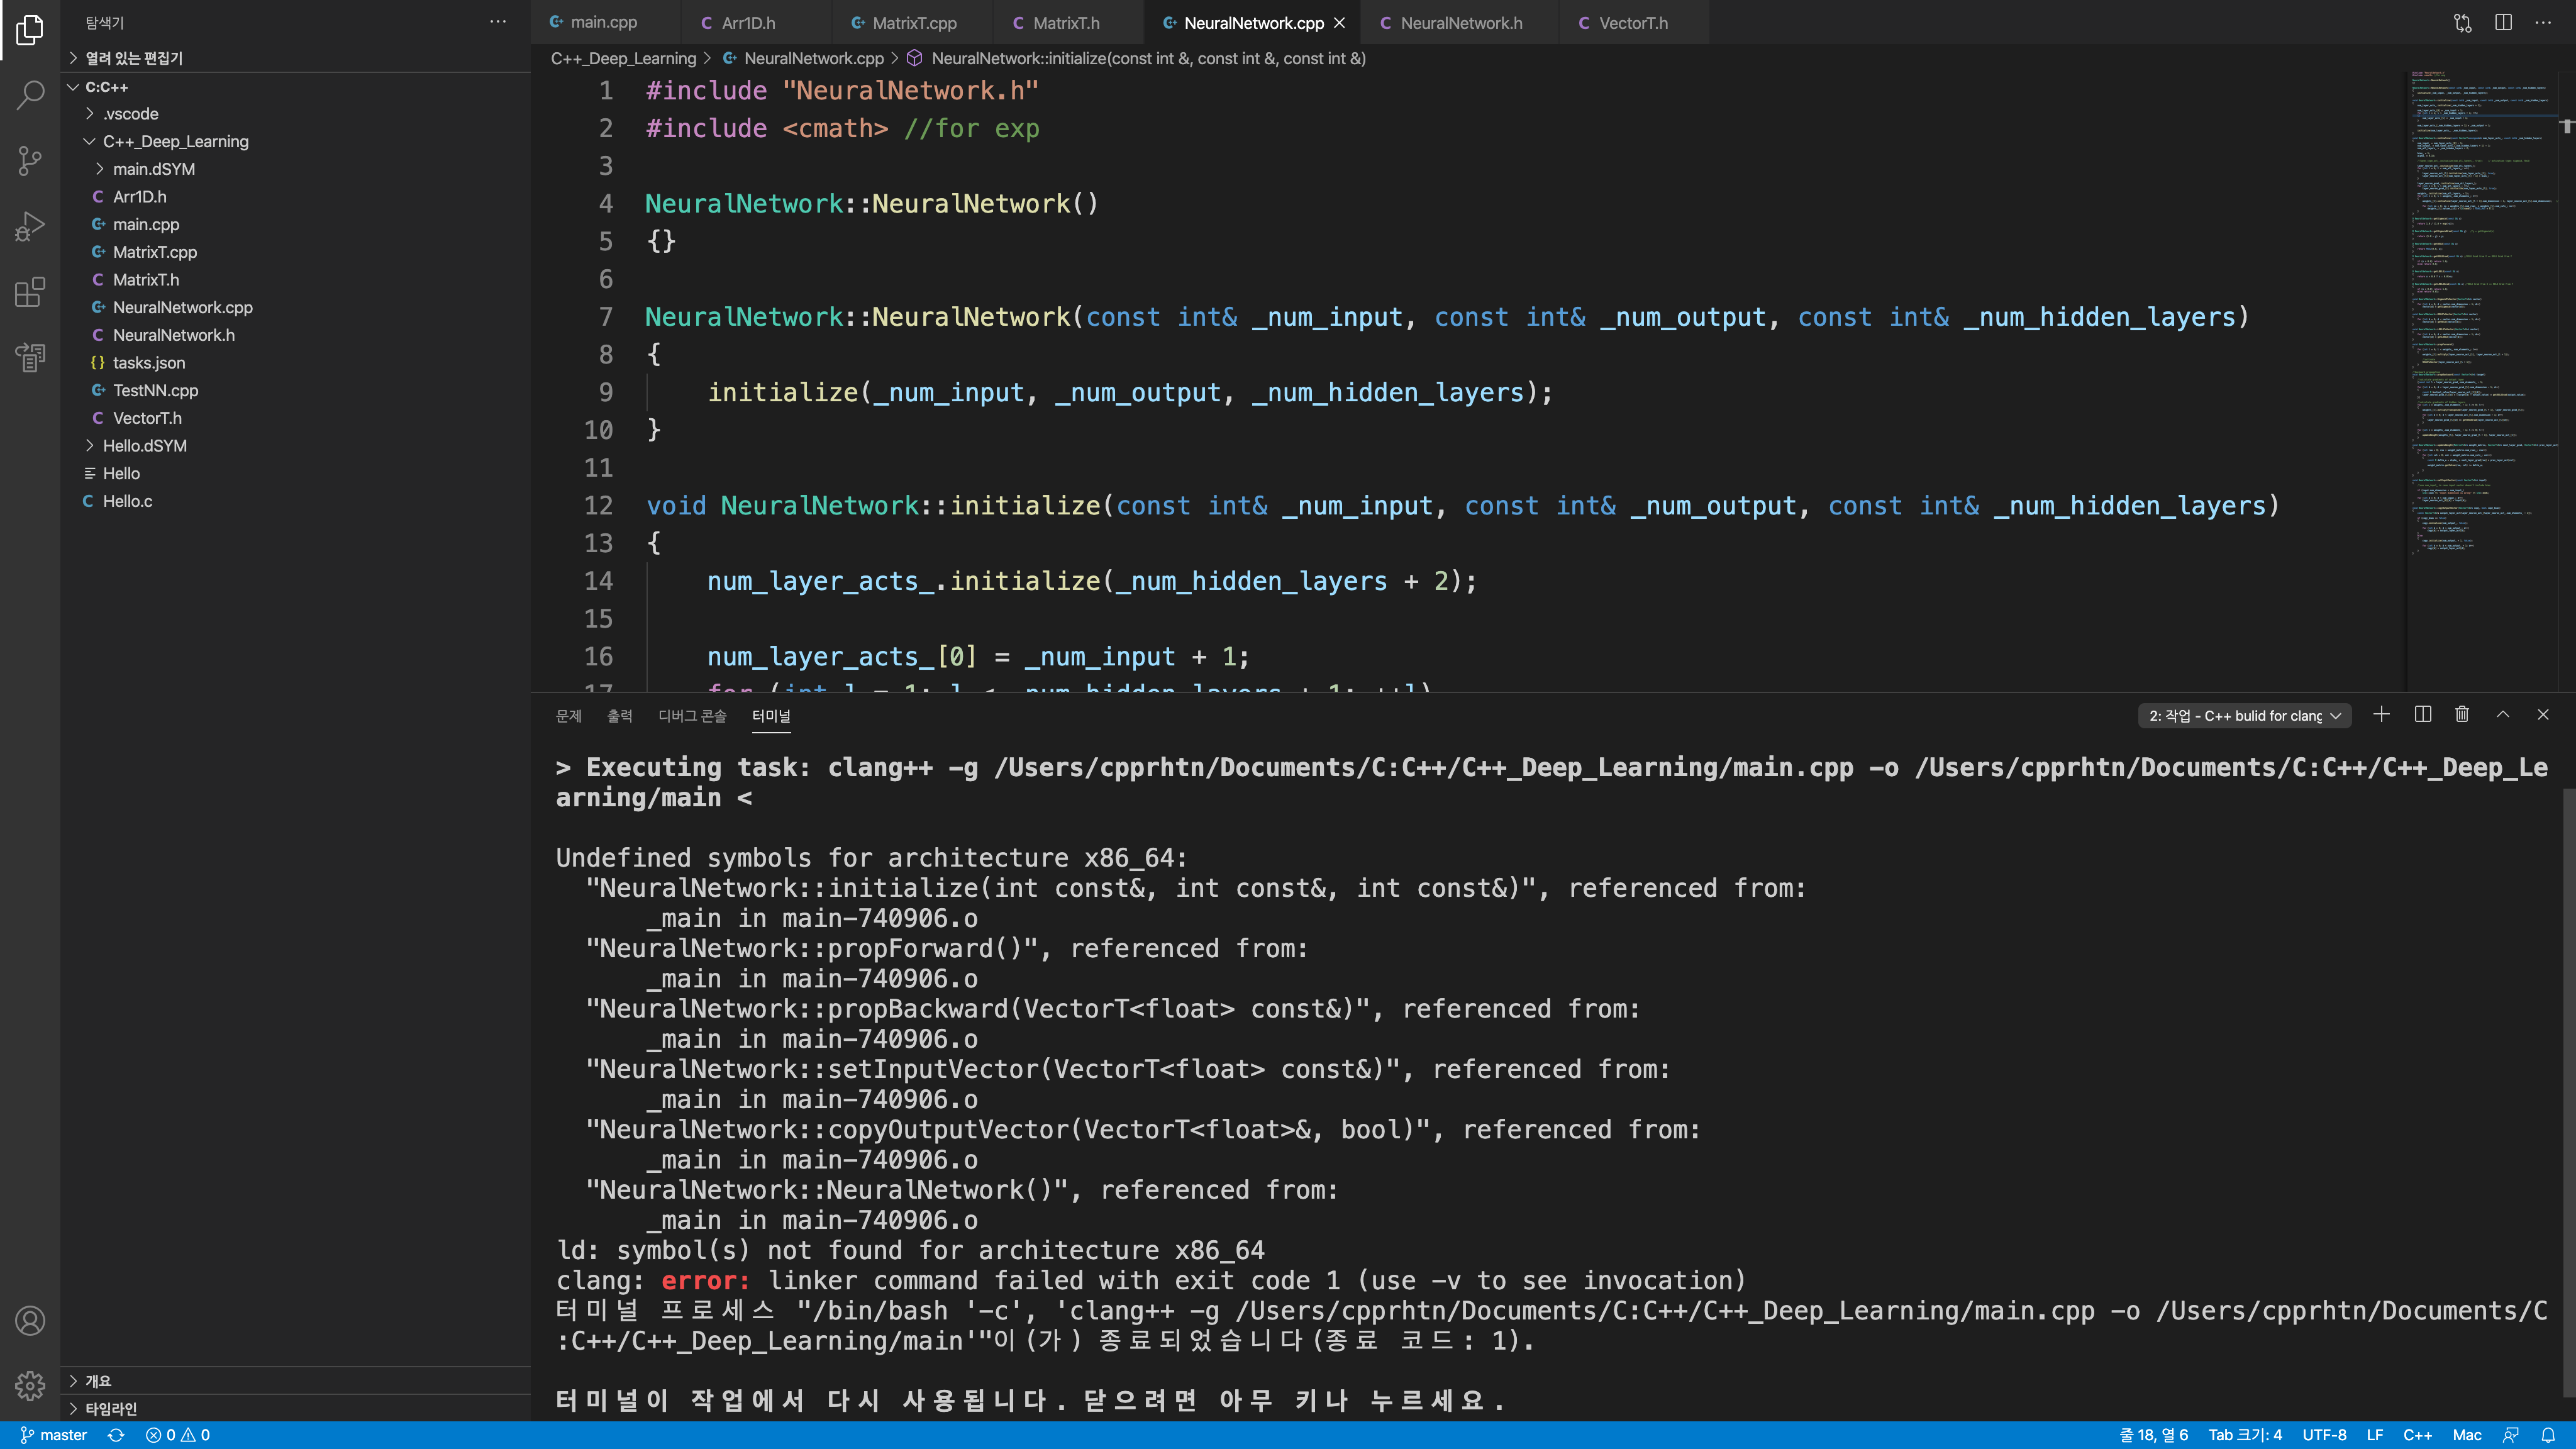 탐색기
열려 있는 편집기
C:C++
.vscode
C++_Deep_Learning
main.dSYM
Arr1D.h
main.cpp
MatrixT.cpp
MatrixT.h
NeuralNetwork.cpp
NeuralNetwork.h
tasks.json
TestNN.cpp
VectorT.h
Hello.dSYM
Hello
Hello.c
개요
타임라인
main.cpp Arr1D.h MatrixT.cpp MatrixT.h NeuralNetwork.cpp NeuralNetwork.h VectorT.h
C++_Deep_Learning > NeuralNetwork.cpp > NeuralNetwork::initialize(const int &, const int &, const int &)
1 #include "NeuralNetwork.h"
2 #include <cmath> //for exp
3
4 NeuralNetwork::NeuralNetwork()
5 {}
6
7 NeuralNetwork::NeuralNetwork(const int& _num_input, const int& _num_output, const int& _num_hidden_layers)
8 {
9 initialize(_num_input, _num_output, _num_hidden_layers);
10 }
11
12 void NeuralNetwork::initialize(const int& _num_input, const int& _num_output, const int& _num_hidden_layers)
13 {
14 num_layer_acts_.initialize(_num_hidden_layers + 2);
15
16 num_layer_acts_[0] = _num_input + 1;
17 for (int l = 1; l < _num_hidden_layers + 1; ++l)
문제 출력 디버그 콘솔 터미널
2: 작업 - C++ bulid for clang
> Executing task: clang++ -g /Users/cpprhtn/Documents/C:C++/C++_Deep_Learning/main.cpp -o /Users/cpprhtn/Documents/C:C++/C++_Deep_Le
arning/main <
Undefined symbols for architecture x86_64:
"NeuralNetwork::initialize(int const&, int const&, int const&)", referenced from:
_main in main-740906.o
"NeuralNetwork::propForward()", referenced from:
_main in main-740906.o
"NeuralNetwork::propBackward(VectorT<float> const&)", referenced from:
_main in main-740906.o
"NeuralNetwork::setInputVector(VectorT<float> const&)", referenced from:
_main in main-740906.o
"NeuralNetwork::copyOutputVector(VectorT<float>&, bool)", referenced from:
_main in main-740906.o
"NeuralNetwork::NeuralNetwork()", referenced from:
_main in main-740906.o
ld: symbol(s) not found for architecture x86_64
clang: error: linker command failed with exit code 1 (use -v to see invocation)
터미널 프로세스 "/bin/bash '-c', 'clang++ -g /Users/cpprhtn/Documents/C:C++/C++_Deep_Learning/main.cpp -o /Users/cpprhtn/Documents/C
:C++/C++_Deep_Learning/main'"이(가) 종료되었습니다(종료 코드: 1).
터미널이 작업에서 다시 사용됩니다. 닫으려면 아무 키나 누르세요.
master 0 0 줄 18, 열 6 Tab 크기: 4 UTF-8 LF C++ Mac